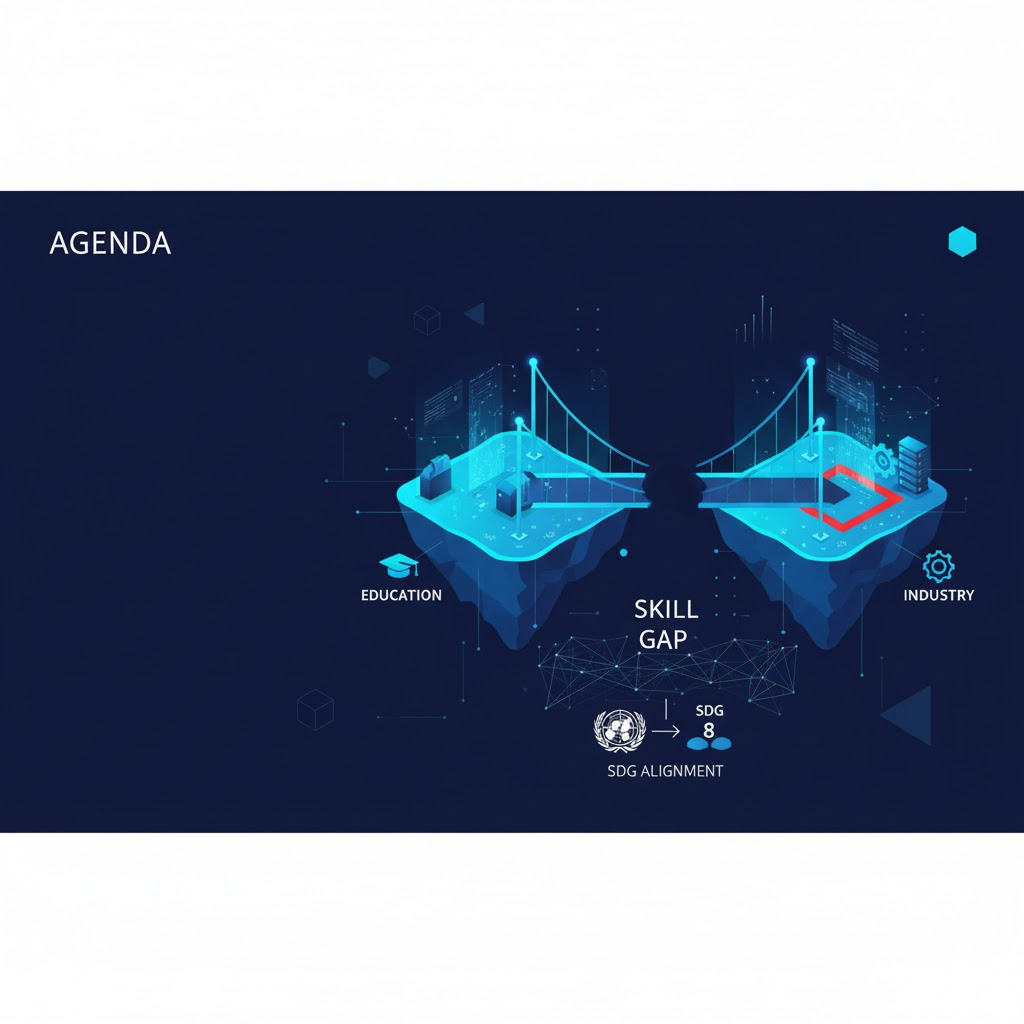 AGENDA
EDUCATION
INDUSTRY
SKILL
GAP
SDG
8
SDG ALIGNMENT